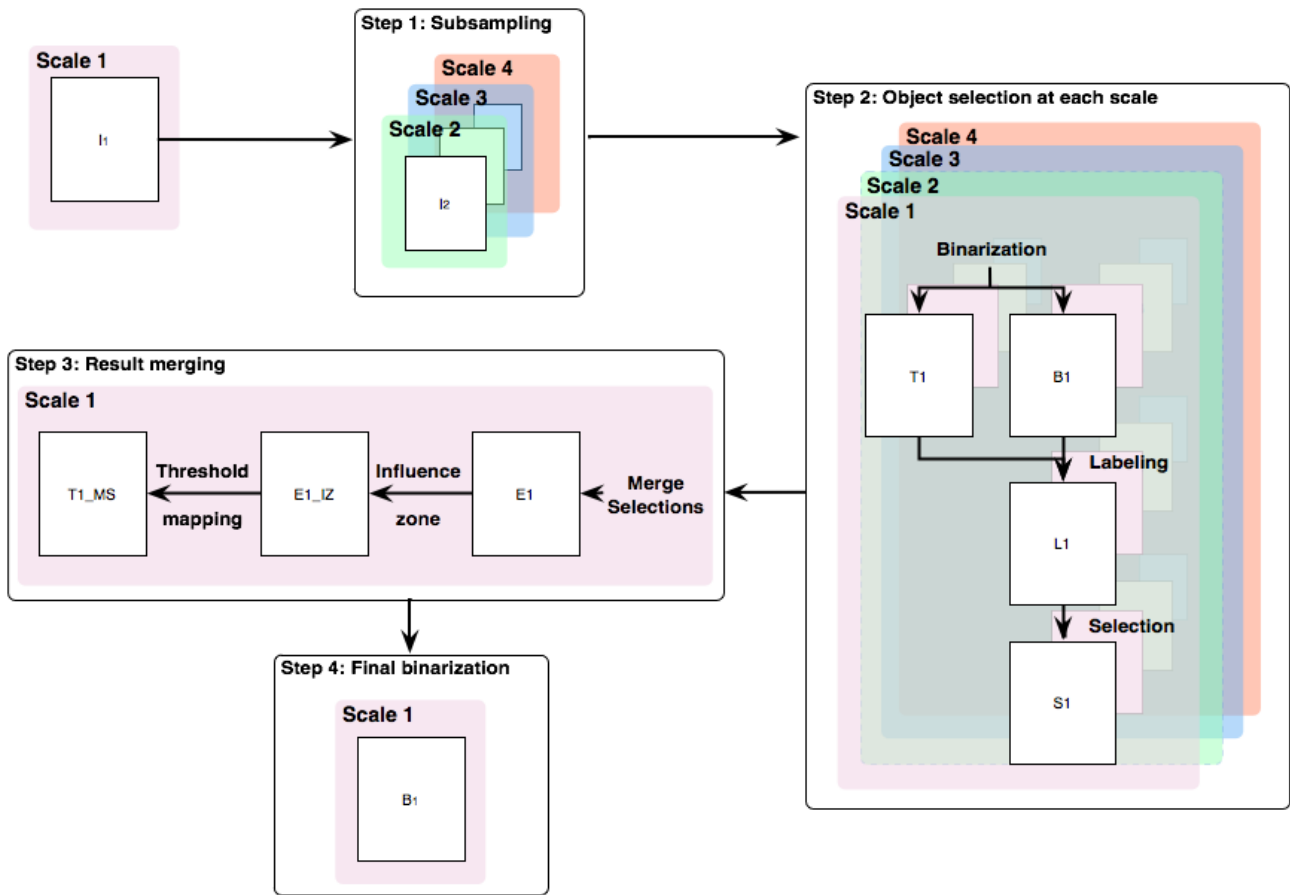 Scale 1
I1
Step 1: Subsampling
Scale 4
Scale 3
Scale 2
I2
Step 2: Object selection at each scale
Scale 4
Scale 3
Scale 2
Scale 1
Binarization
T1
B1
Labeling
L1
Selection
S1
Step 3: Result merging
Scale 1
T1_MS
Threshold
mapping
E1_IZ
Influence
zone
E1
Merge
Selections
Step 4: Final binarization
Scale 1
B1